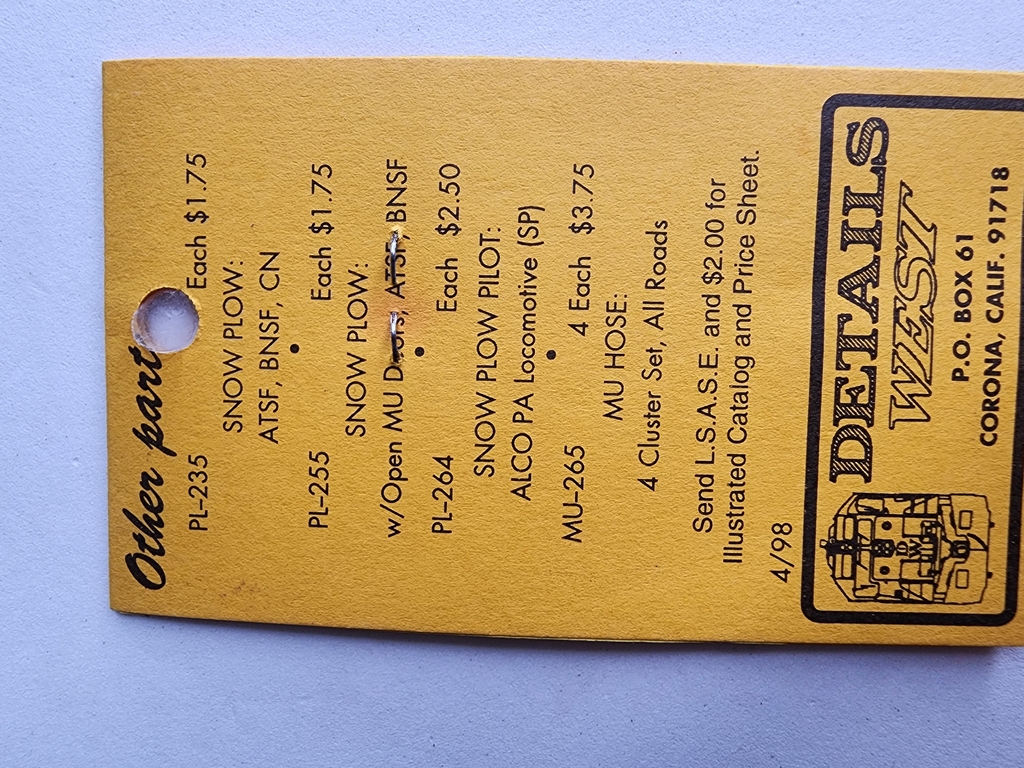 Other part
PL-235 Each $1.75
SNOW PLOW:
ATSF, BNSF, CN
•
PL-255 Each $1.75
SNOW PLOW:
w/Open MU Doors, ATSF, BNSF
•
PL-264 Each $2.50
SNOW PLOW PILOT:
ALCO PA Locomotive (SP)
•
MU-265 4 Each $3.75
MU HOSE:
4 Cluster Set, All Roads
Send L.S.A.S.E. and $2.00 for
Illustrated Catalog and Price Sheet.
4/98
DW
DETAILS
WEST
P.O. BOX 61
CORONA, CALIF. 91718